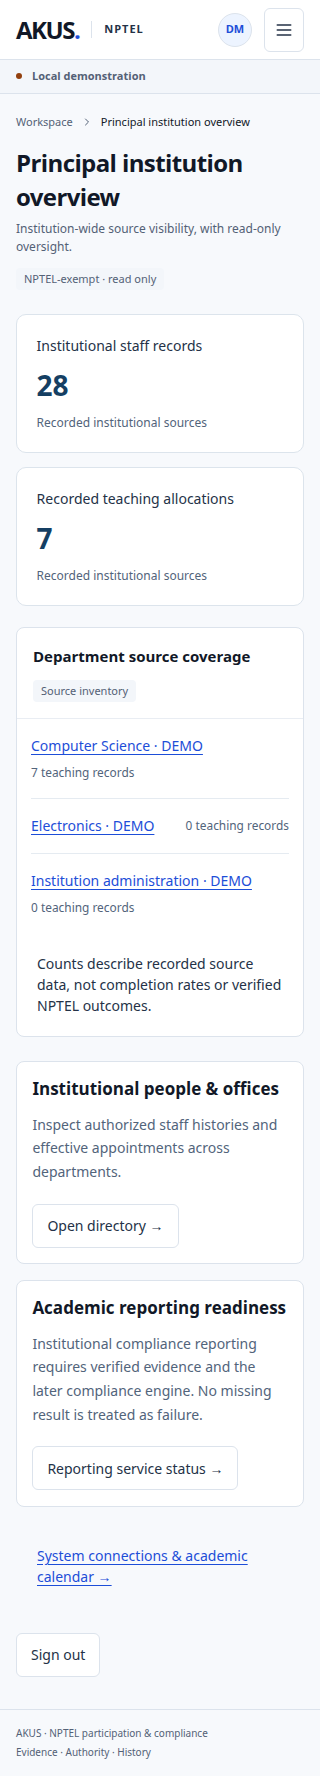 AKUS. NPTEL DM
Local demonstration
Workspace > Principal institution overview
Principal institution
overview
Institution-wide source visibility, with read-only
oversight.
NPTEL-exempt · read only
Institutional staff records
28
Recorded institutional sources
Recorded teaching allocations
7
Recorded institutional sources
Department source coverage
Source inventory
Computer Science · DEMO
7 teaching records
Electronics · DEMO 0 teaching records
Institution administration · DEMO
0 teaching records
Counts describe recorded source
data, not completion rates or verified
NPTEL outcomes.
Institutional people & offices
Inspect authorized staff histories and
effective appointments across
departments.
Open directory →
Academic reporting readiness
Institutional compliance reporting
requires verified evidence and the
later compliance engine. No missing
result is treated as failure.
Reporting service status →
System connections & academic
calendar →
Sign out
AKUS · NPTEL participation & compliance
Evidence · Authority · History